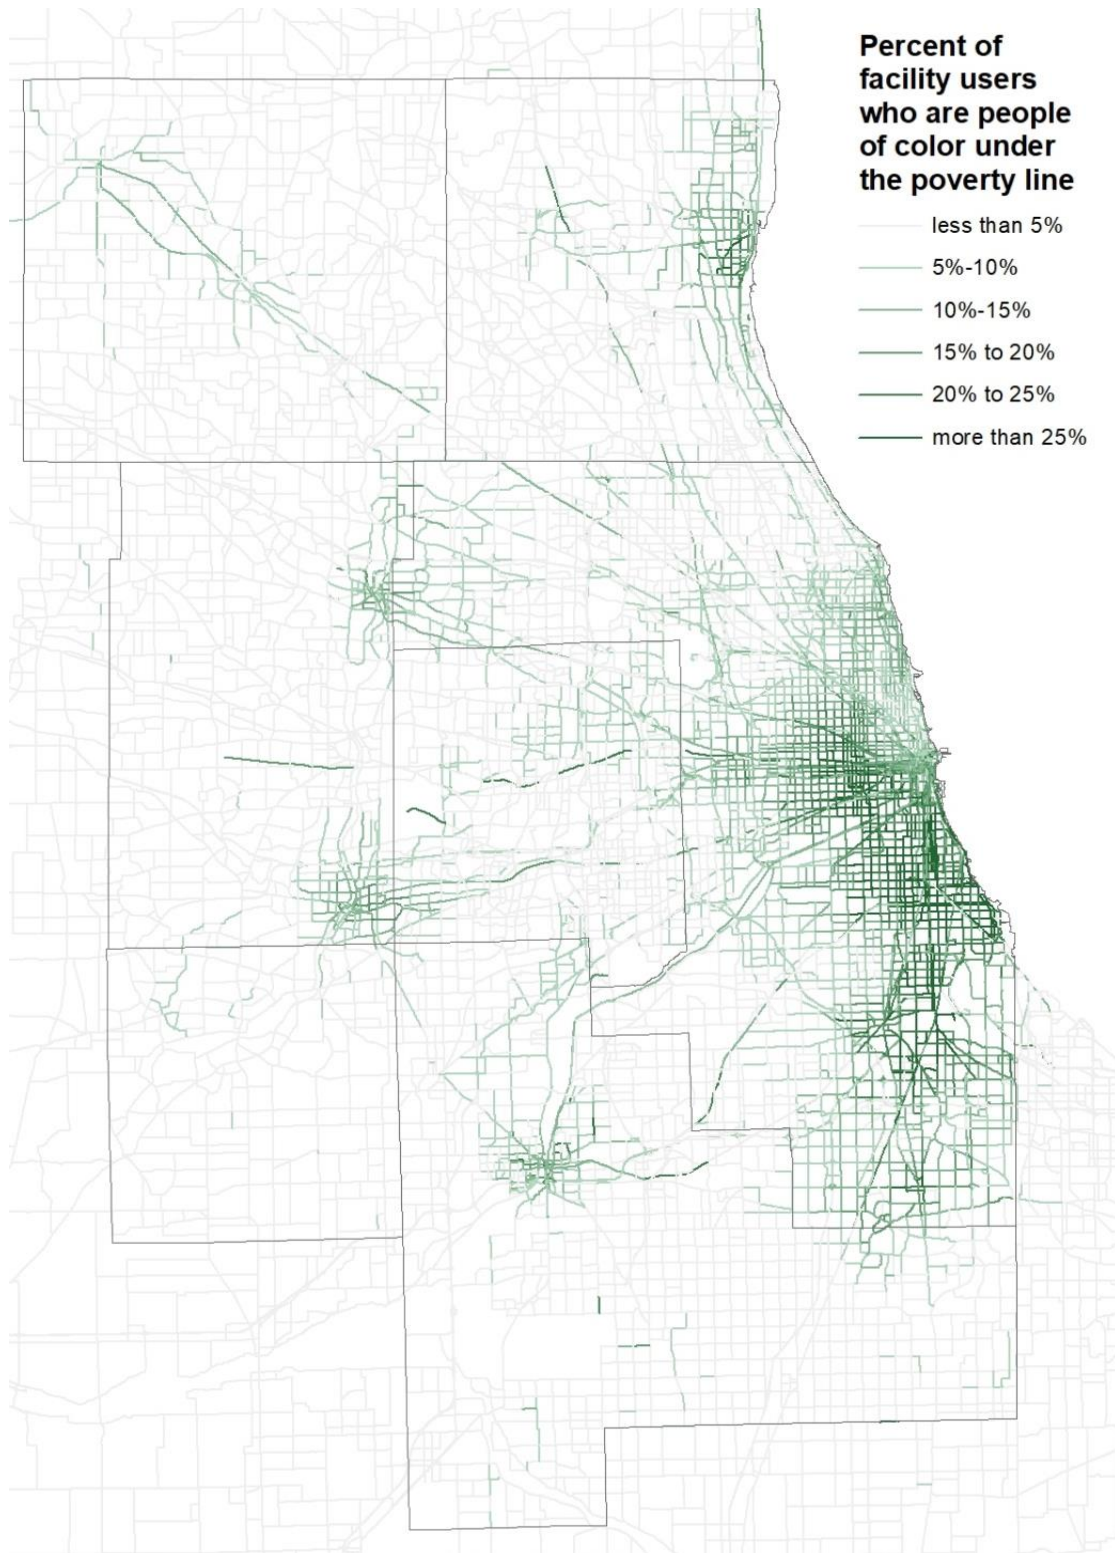 Percent of
facility users
who are people
of color under
the poverty line
less than 5%
5%-10%
10%-15%
15% to 20%
20% to 25%
more than 25%